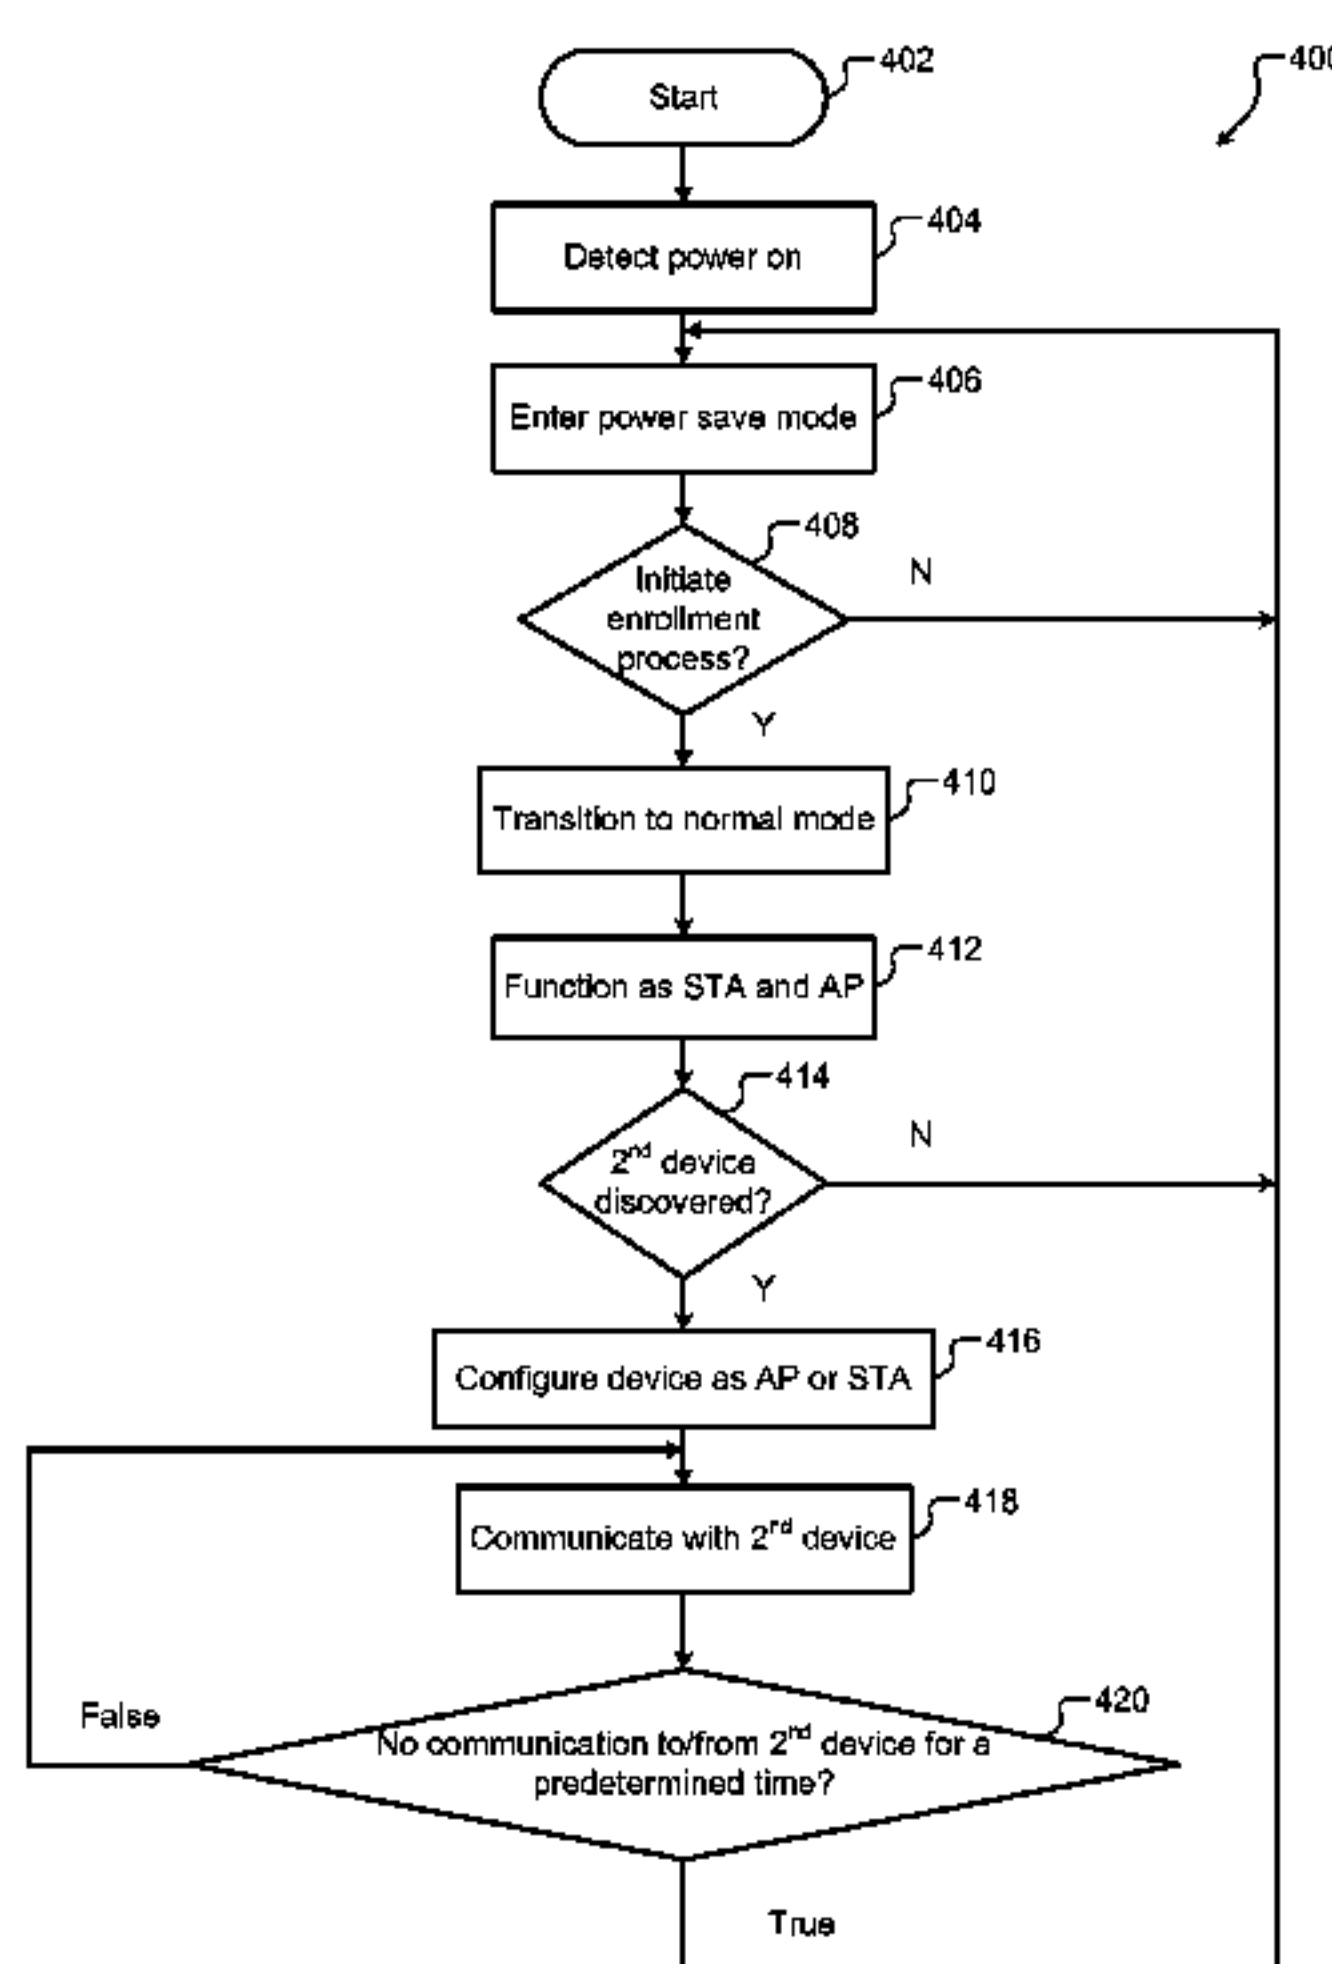 Start
402
400
Detect power on
404
Enter power save mode
406
Initiate
enrollment
process?
408
N
Y
Transition to normal mode
410
Function as STA and AP
412
2nd device
discovered?
414
N
Y
Configure device as AP or STA
416
Communicate with 2nd device
418
No communication to/from 2nd device for a
predetermined time?
420
False
True